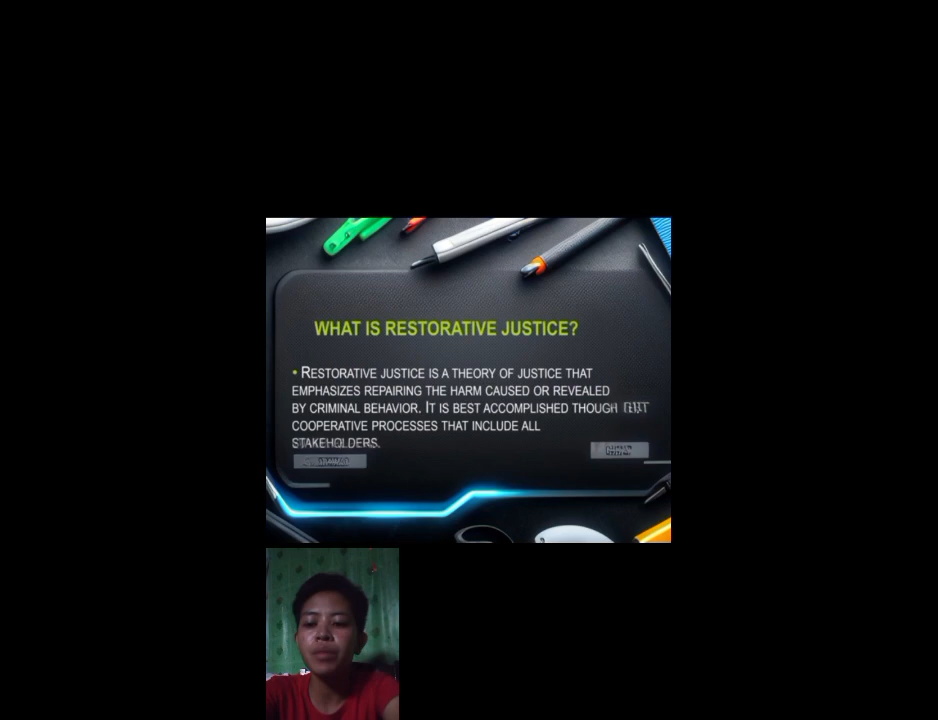 WHAT IS RESTORATIVE JUSTICE?
• RESTORATIVE JUSTICE IS A THEORY OF JUSTICE THAT
EMPHASIZES REPAIRING THE HARM CAUSED OR REVEALED
BY CRIMINAL BEHAVIOR. IT IS BEST ACCOMPLISHED THOUGH
COOPERATIVE PROCESSES THAT INCLUDE ALL
STAKEHOLDERS.